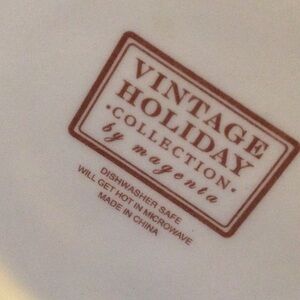 VINTAGE
HOLIDAY
•COLLECTION•
by magenta
DISHWASHER SAFE
WILL GET HOT IN MICROWAVE
MADE IN CHINA